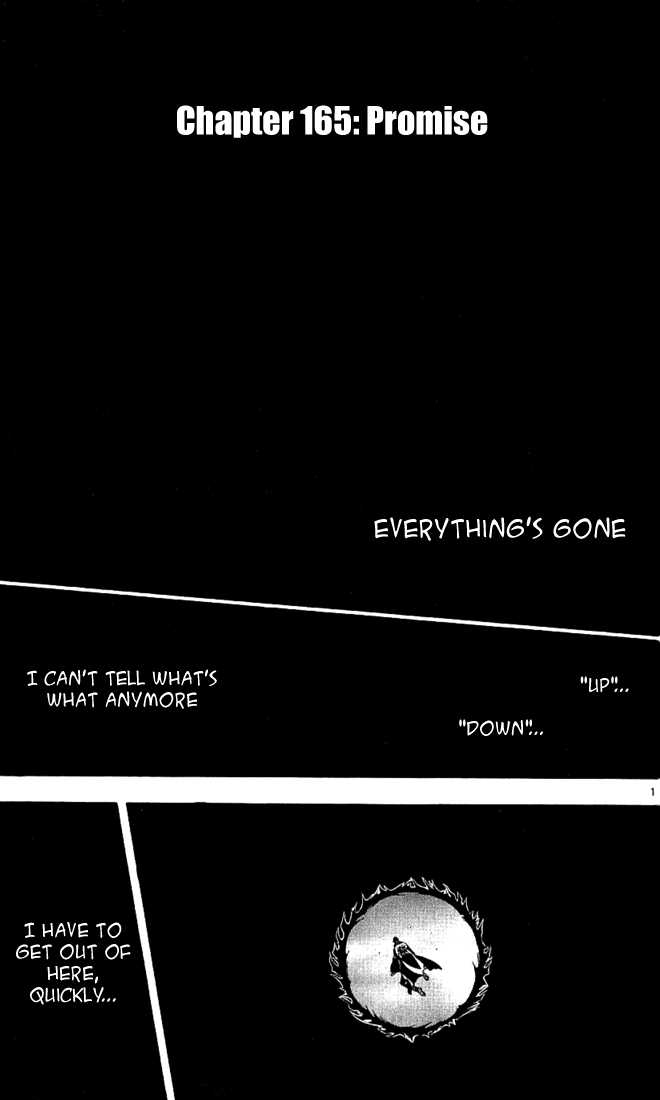 Chapter 165: Promise
EVERYTHING'S GONE
"UP"...
"DOWN"...
I CAN'T TELL WHAT'S
WHAT ANYMORE
1
I HAVE TO
GET OUT OF
HERE,
QUICKLY...